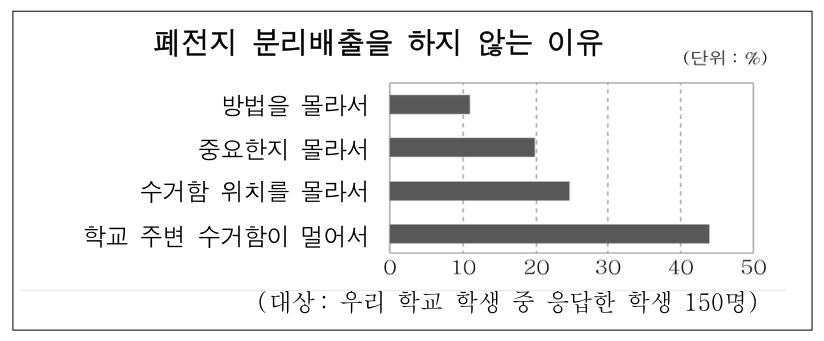 폐전지 분리배출을 하지 않는 이유
(단위 : %)
방법을 몰라서
중요한지 몰라서
수거함 위치를 몰라서
학교 주변 수거함이 멀어서
0 10 20 30 40 50
(대상: 우리 학교 학생 중 응답한 학생 150명)